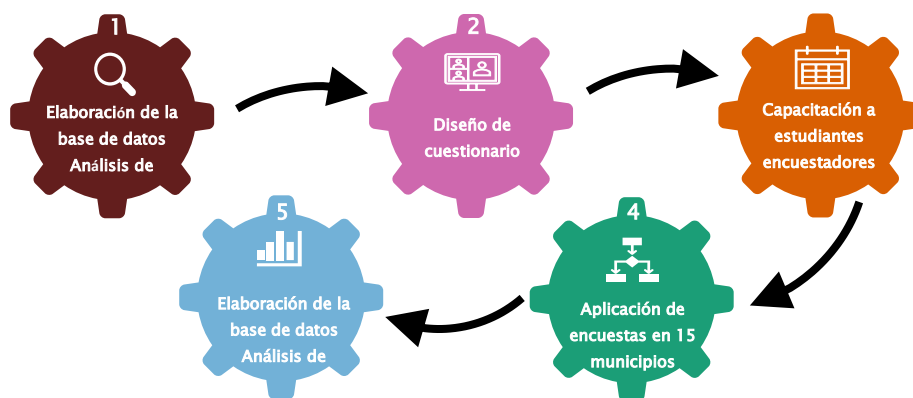 1
Elaboración de la
base de datos
Análisis de
2
Diseño de
cuestionario
Capacitación a
estudiantes
encuestadores
4
Aplicación de
encuestas en 15
municipios
5
Elaboración de la
base de datos
Análisis de